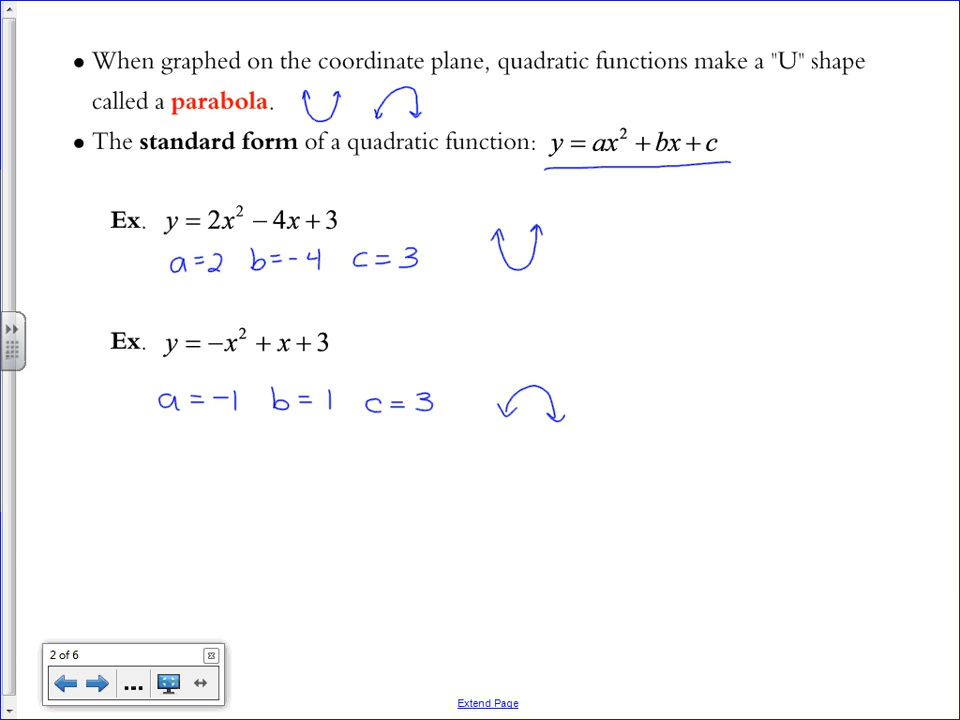 • When graphed on the coordinate plane, quadratic functions make a "U" shape
called a parabola.
• The standard form of a quadratic function: y = ax² + bx + c
Ex. y = 2x² − 4x + 3
a = 2 b = -4 c = 3
Ex. y = −x² + x + 3
a = -1 b = 1 c = 3
2 of 6
...
Extend Page